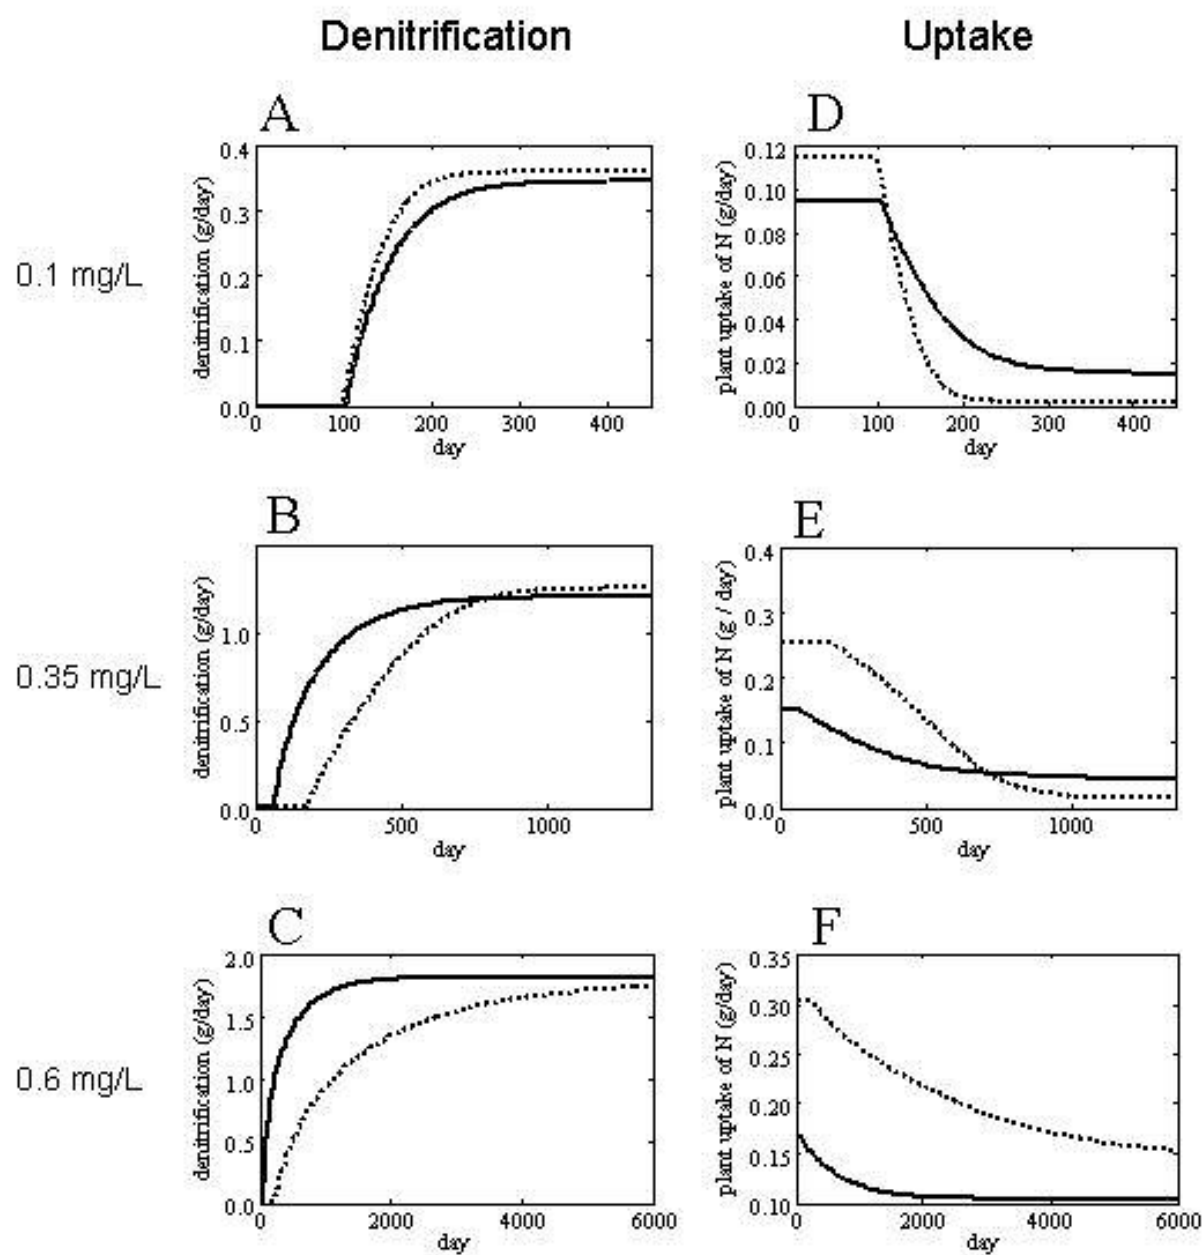 Denitrification Uptake
A D
0.1 mg/L
denitrification (g/day)
0.4
0.3
0.2
0.1
0.0
0 100 200 300 400
day
plant uptake of N (g/day)
0.12
0.10
0.08
0.06
0.04
0.02
0.00
0 100 200 300 400
day
B E
0.35 mg/L
denitrification (g/day)
1.0
0.5
0.0
0 500 1000
day
plant uptake of N (g / day)
0.4
0.3
0.2
0.1
0.0
0 500 1000
day
C F
0.6 mg/L
denitrification (g/day)
2.0
1.5
1.0
0.5
0.0
0 2000 4000 6000
day
plant uptake of N (g/day)
0.35
0.30
0.25
0.20
0.15
0.10
0 2000 4000 6000
day